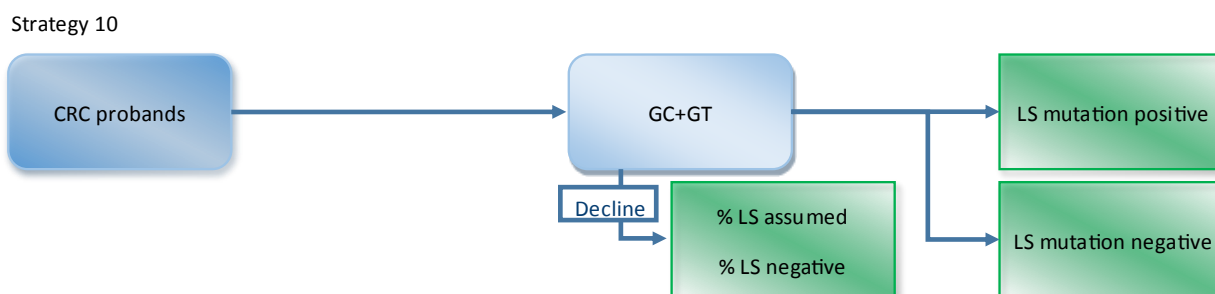 Strategy 10
CRC probands
GC+GT
LS mutation positive
Decline
% LS assumed
% LS negative
LS mutation negative